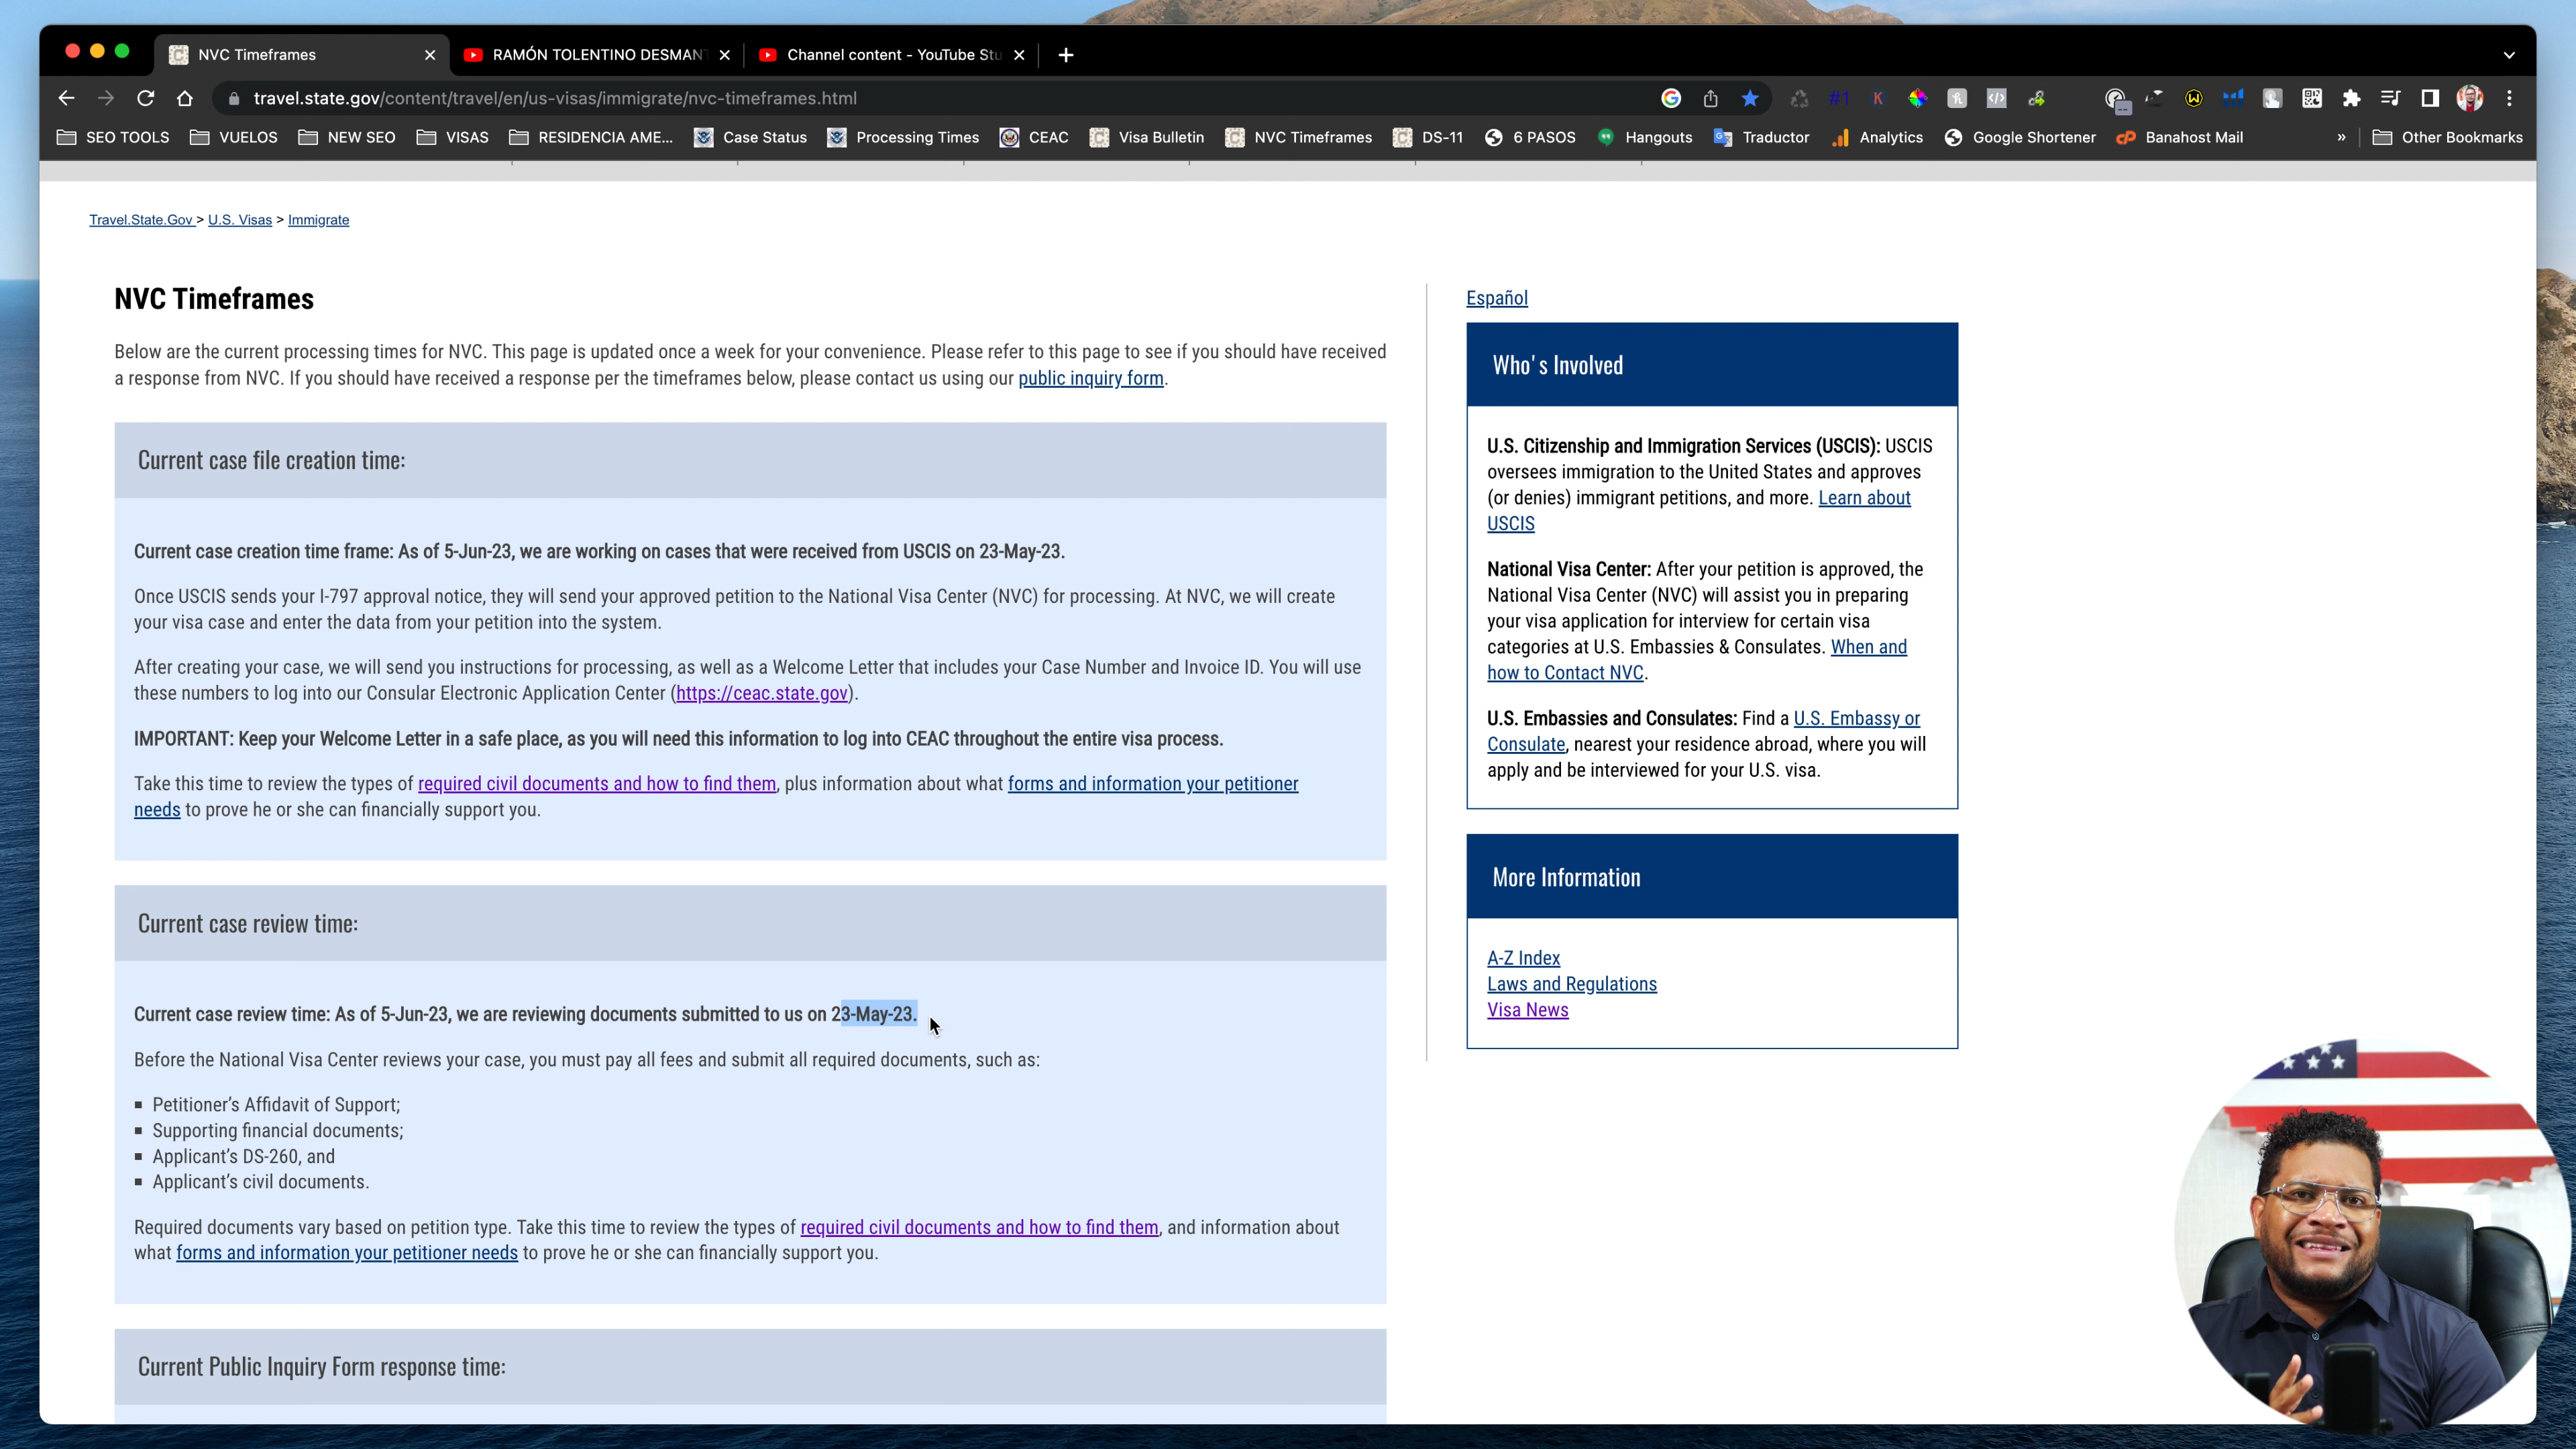 NVC Timeframes
RAMÓN TOLENTINO DESMANT
Channel content - YouTube Stu
travel.state.gov/content/travel/en/us-visas/immigrate/nvc-timeframes.html
#1
K
SEO TOOLS
VUELOS
NEW SEO
VISAS
RESIDENCIA AME...
Case Status
Processing Times
CEAC
Visa Bulletin
NVC Timeframes
DS-11
6 PASOS
Hangouts
Traductor
Analytics
Google Shortener
Banahost Mail
»
Other Bookmarks
Travel.State.Gov > U.S. Visas > Immigrate
NVC Timeframes
Below are the current processing times for NVC. This page is updated once a week for your convenience. Please refer to this page to see if you should have received
a response from NVC. If you should have received a response per the timeframes below, please contact us using our public inquiry form.
Current case file creation time:
Current case creation time frame: As of 5-Jun-23, we are working on cases that were received from USCIS on 23-May-23.
Once USCIS sends your I-797 approval notice, they will send your approved petition to the National Visa Center (NVC) for processing. At NVC, we will create
your visa case and enter the data from your petition into the system.
After creating your case, we will send you instructions for processing, as well as a Welcome Letter that includes your Case Number and Invoice ID. You will use
these numbers to log into our Consular Electronic Application Center (https://ceac.state.gov).
IMPORTANT: Keep your Welcome Letter in a safe place, as you will need this information to log into CEAC throughout the entire visa process.
Take this time to review the types of required civil documents and how to find them, plus information about what forms and information your petitioner
needs to prove he or she can financially support you.
Current case review time:
Current case review time: As of 5-Jun-23, we are reviewing documents submitted to us on 23-May-23.
Before the National Visa Center reviews your case, you must pay all fees and submit all required documents, such as:
▪ Petitioner's Affidavit of Support;
▪ Supporting financial documents;
▪ Applicant's DS-260, and
▪ Applicant's civil documents.
Required documents vary based on petition type. Take this time to review the types of required civil documents and how to find them, and information about
what forms and information your petitioner needs to prove he or she can financially support you.
Current Public Inquiry Form response time:
Español
Who's Involved
U.S. Citizenship and Immigration Services (USCIS): USCIS
oversees immigration to the United States and approves
(or denies) immigrant petitions, and more. Learn about
USCIS
National Visa Center: After your petition is approved, the
National Visa Center (NVC) will assist you in preparing
your visa application for interview for certain visa
categories at U.S. Embassies & Consulates. When and
how to Contact NVC.
U.S. Embassies and Consulates: Find a U.S. Embassy or
Consulate, nearest your residence abroad, where you will
apply and be interviewed for your U.S. visa.
More Information
A-Z Index
Laws and Regulations
Visa News